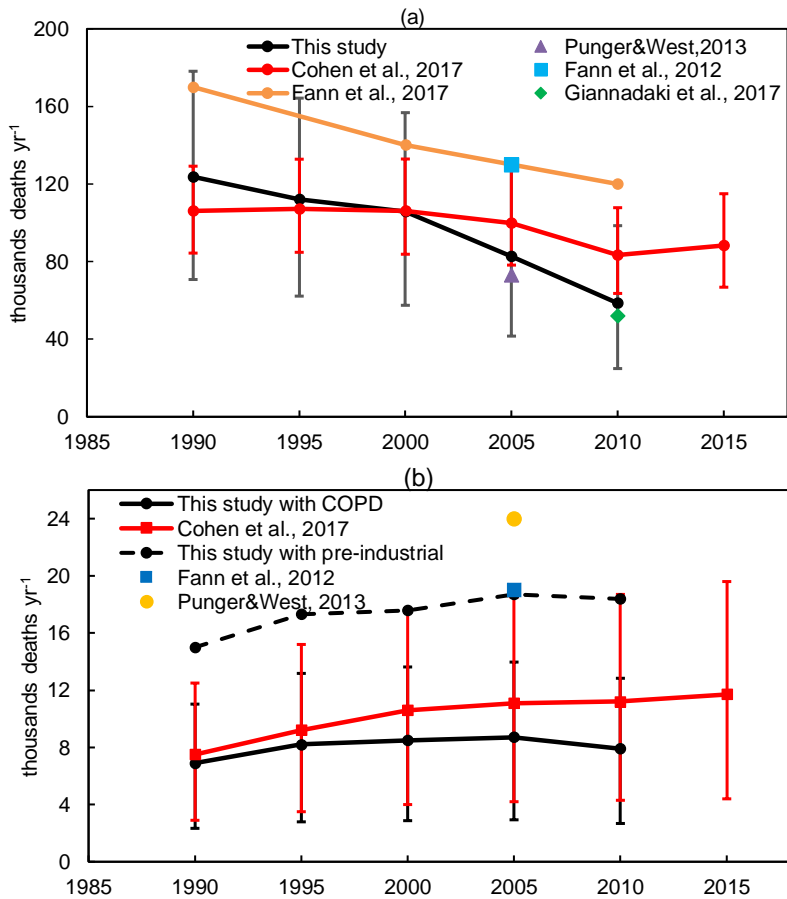 (a)
200
160
120
80
40
0
thousands deaths yr-1
This study
Cohen et al., 2017
Fann et al., 2017
Punger&West,2013
Fann et al., 2012
Giannadaki et al., 2017
1985 1990 1995 2000 2005 2010 2015
(b)
24
20
16
12
8
4
0
thousands deaths yr-1
This study with COPD
Cohen et al., 2017
This study with pre-industrial
Fann et al., 2012
Punger&West, 2013
1985 1990 1995 2000 2005 2010 2015